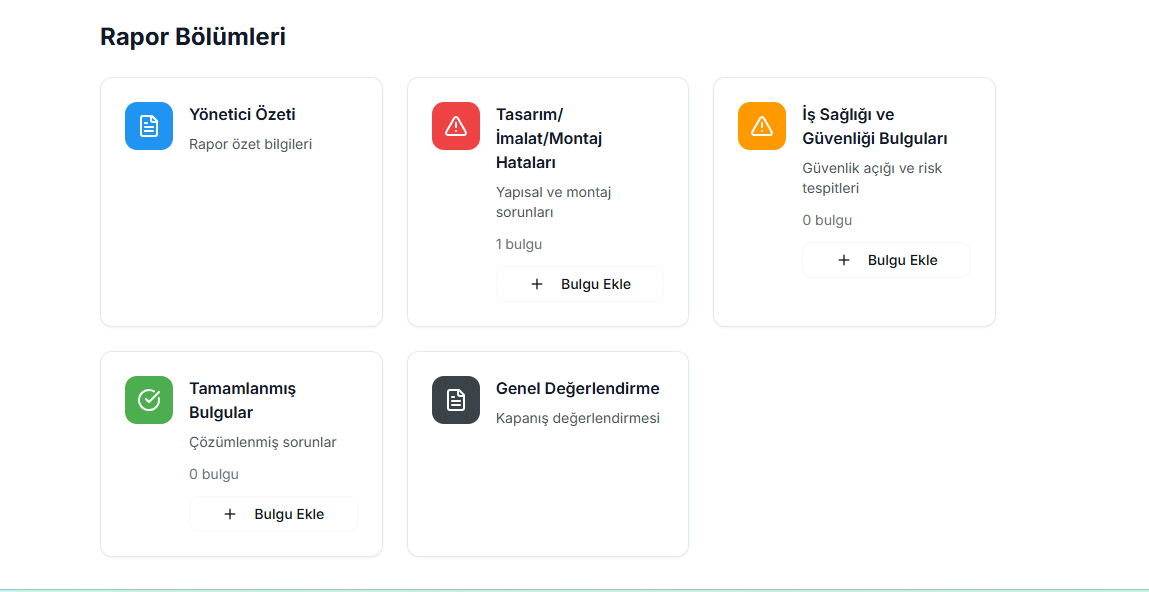 Rapor Bölümleri
Yönetici Özeti
Rapor özet bilgileri
Tasarım/
İmalat/Montaj
Hataları
Yapısal ve montaj
sorunları
1 bulgu
+ Bulgu Ekle
İş Sağlığı ve
Güvenliği Bulguları
Güvenlik açığı ve risk
tespitleri
0 bulgu
+ Bulgu Ekle
Tamamlanmış
Bulgular
Çözümlenmiş sorunlar
0 bulgu
+ Bulgu Ekle
Genel Değerlendirme
Kapanış değerlendirmesi